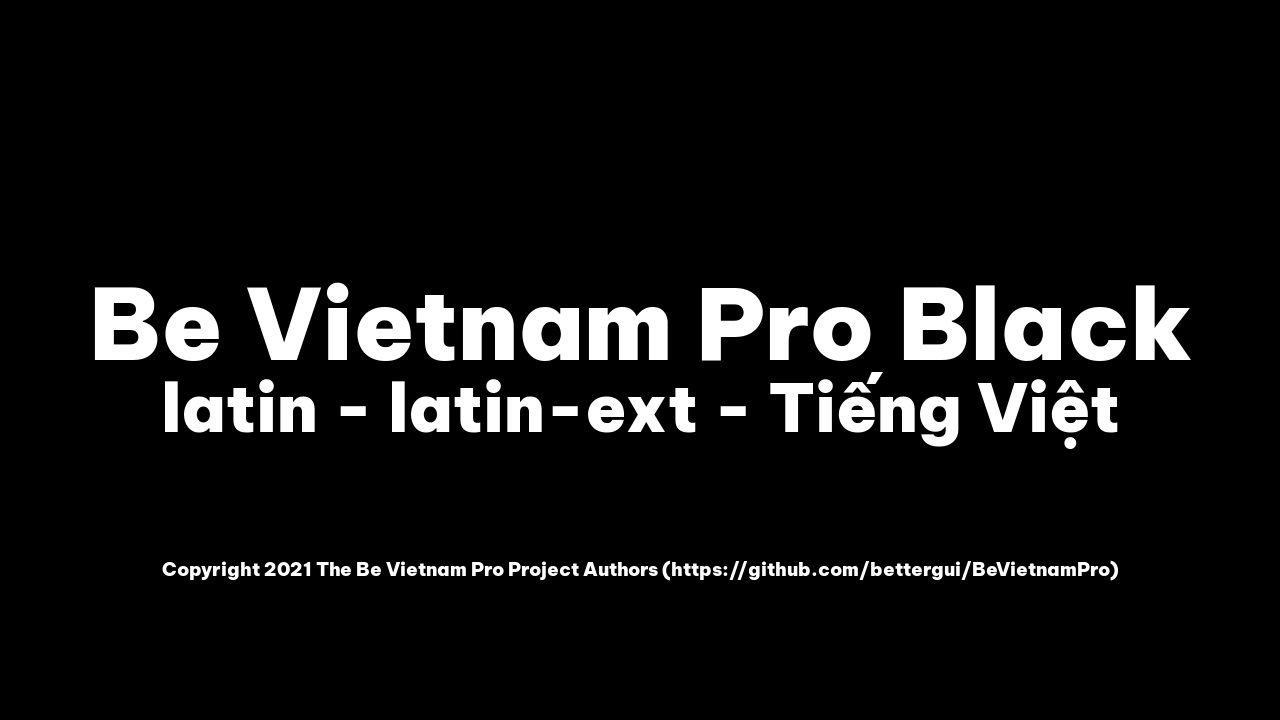 Be Vietnam Pro Black
latin - latin-ext - Tiếng Việt
Copyright 2021 The Be Vietnam Pro Project Authors (https://github.com/bettergui/BeVietnamPro)